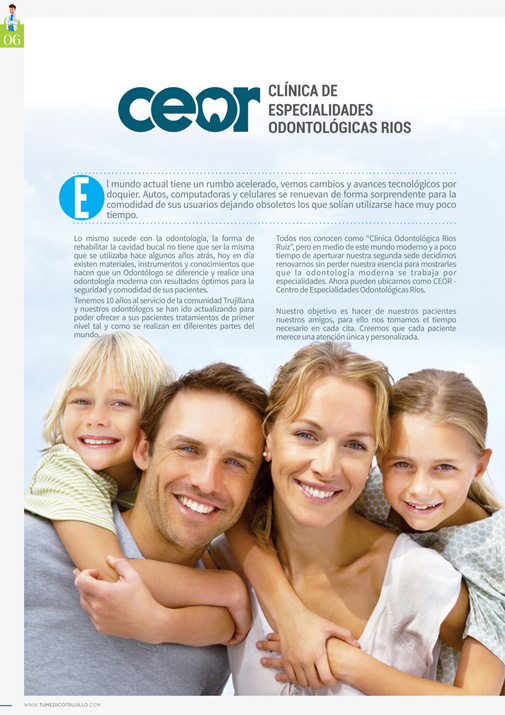 06
ceor
CLÍNICA DE
ESPECIALIDADES
ODONTOLÓGICAS RIOS
El mundo actual tiene un rumbo acelerado, vemos cambios y avances tecnológicos por
doquier. Autos, computadoras y celulares se renuevan de forma sorprendente para la
comodidad de sus usuarios dejando obsoletos los que solían utilizarse hace muy poco
tiempo.
Lo mismo sucede con la odontología, la forma de
rehabilitar la cavidad bucal no tiene que ser la misma
que se utilizaba hace algunos años atrás, hoy en día
existen materiales, instrumentos y conocimientos que
hacen que un Odontólogo se diferencie y realice una
odontología moderna con resultados óptimos para la
seguridad y comodidad de sus pacientes.
Tenemos 10 años al servicio de la comunidad Trujillana
y nuestros odontólogos se han ido actualizando para
poder ofrecer a sus pacientes tratamientos de primer
nivel tal y como se realizan en diferentes partes del
mundo.
Todos nos conocen como “Clinica Odontológica Rios
Ruiz”, pero en medio de este mundo moderno y a poco
tiempo de aperturar nuestra segunda sede decidimos
renovarnos sin perder nuestra esencia para mostrarles
que la odontología moderna se trabaja por
especialidades. Ahora pueden ubicarnos como CEOR -
Centro de Especialidades Odontológicas Rios.
Nuestro objetivo es hacer de nuestros pacientes
nuestros amigos, para ello nos tomamos el tiempo
necesario en cada cita. Creemos que cada paciente
merece una atención única y personalizada.
WWW.TUMEDICOTRUJILLO.COM